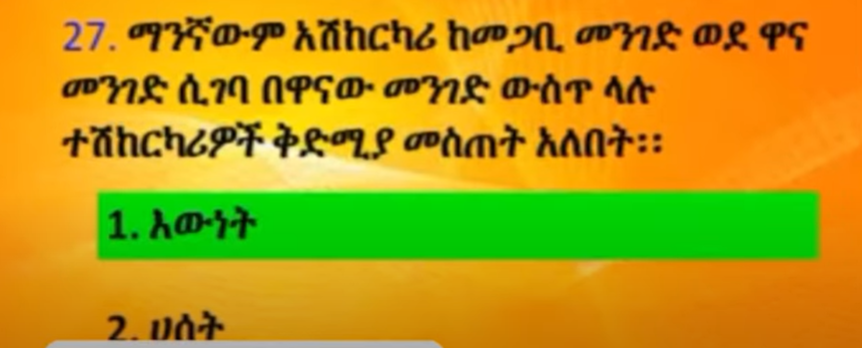 27. ማንኛውም አሽከርካሪ ከመጋቢ መንገድ ወደ ዋና
መንገድ ሲገባ በዋናው መንገድ ውስጥ ላሉ
ተሽከርካሪዎች ቅድሚያ መስጠት አለበት፡፡
1. እውነት
2. ሀሰት